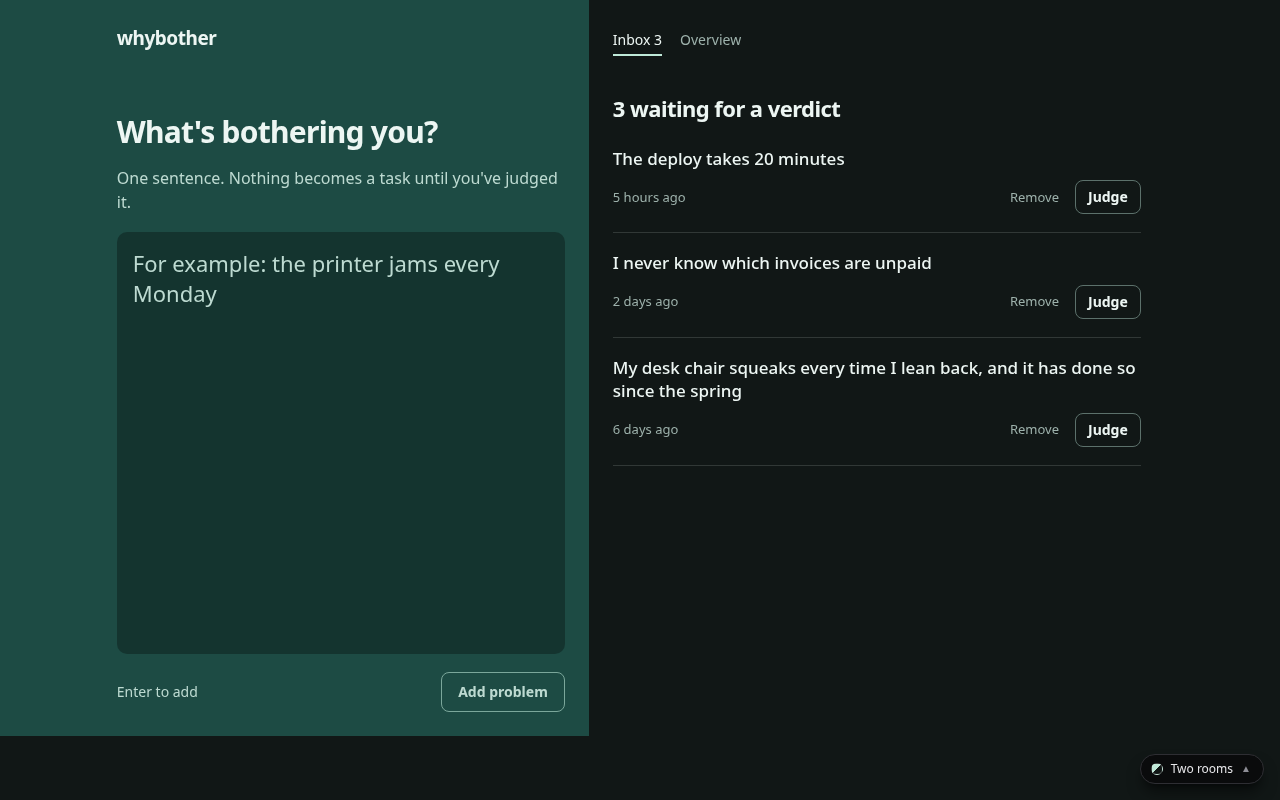 whybother
What's bothering you?
One sentence. Nothing becomes a task until you've judged
it.
For example: the printer jams every
Monday
Enter to add
Add problem
Inbox 3
Overview
3 waiting for a verdict
The deploy takes 20 minutes
5 hours ago
Remove
Judge
I never know which invoices are unpaid
2 days ago
Remove
Judge
My desk chair squeaks every time I lean back, and it has done so
since the spring
6 days ago
Remove
Judge
Two rooms